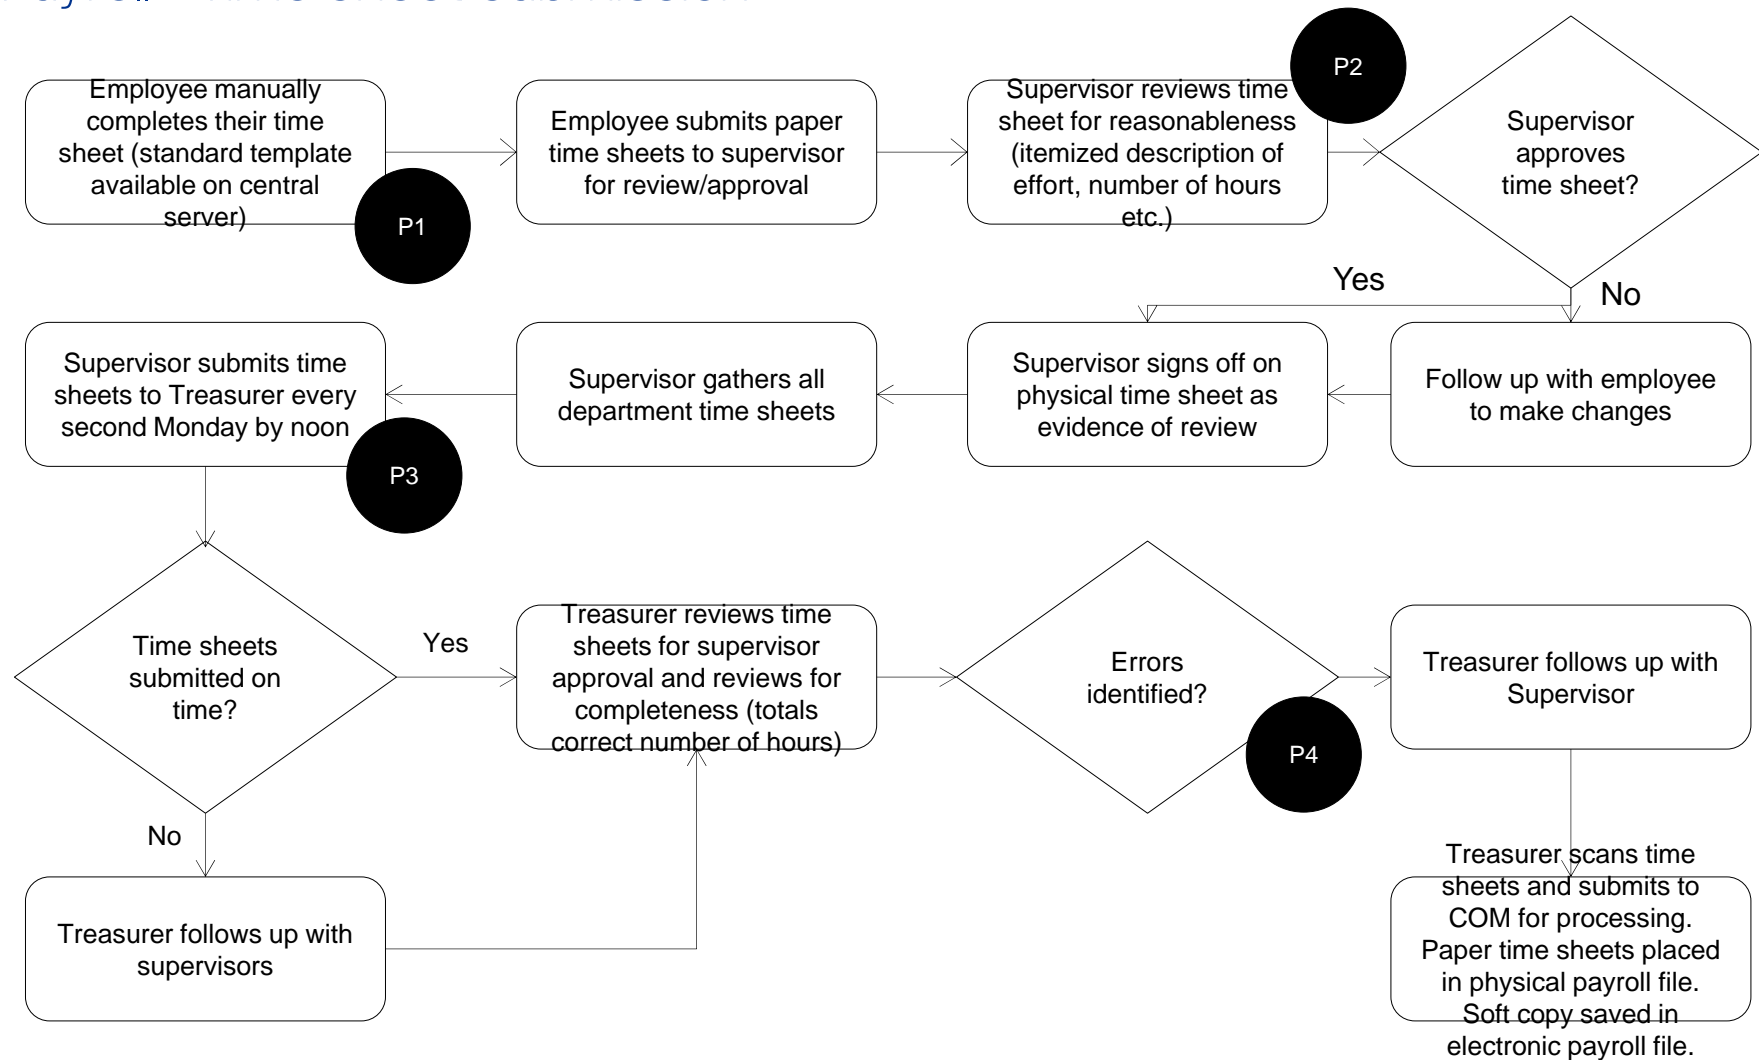 Employee manually
completes their time
sheet (standard template
available on central
server)
P1
Employee submits paper
time sheets to supervisor
for review/approval
Supervisor reviews time
sheet for reasonableness
(itemized description of
effort, number of hours
etc.)
P2
Supervisor
approves
time sheet?
Yes
No
Supervisor submits time
sheets to Treasurer every
second Monday by noon
P3
Supervisor gathers all
department time sheets
Supervisor signs off on
physical time sheet as
evidence of review
Follow up with employee
to make changes
Time sheets
submitted on
time?
Yes
No
Treasurer reviews time
sheets for supervisor
approval and reviews for
completeness (totals
correct number of hours)
Errors
identified?
P4
Treasurer follows up with
Supervisor
Treasurer follows up with
supervisors
Treasurer scans time
sheets and submits to
COM for processing.
Paper time sheets placed
in physical payroll file.
Soft copy saved in
electronic payroll file.